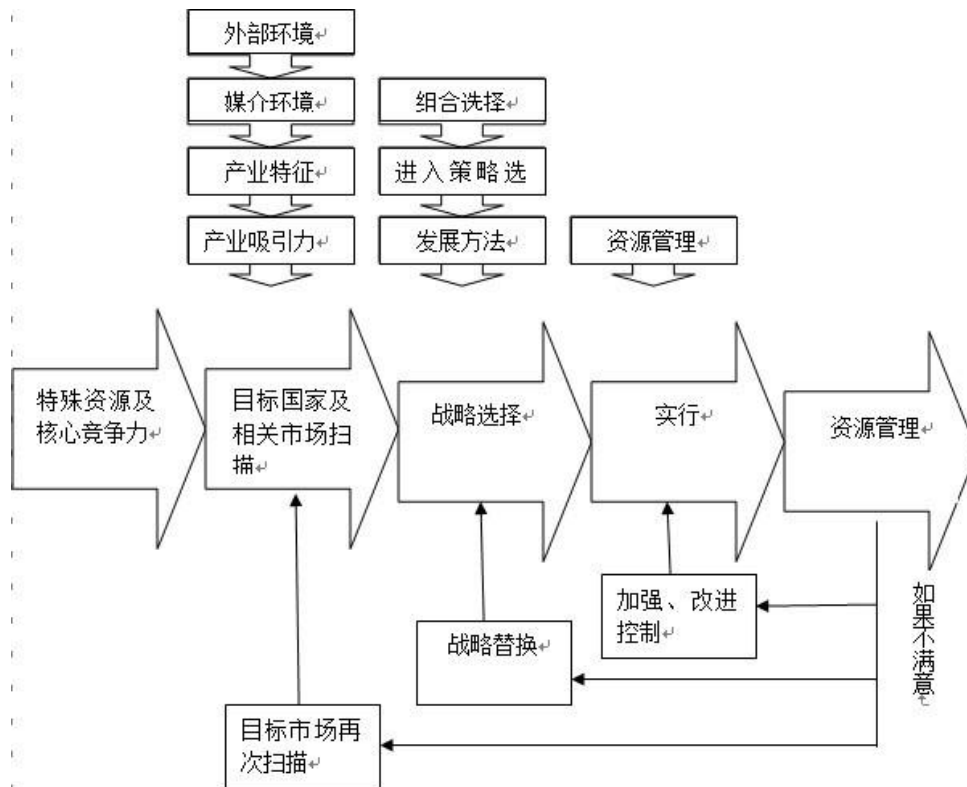 外部环境
媒介环境
组合选择
产业特征
进入策略选
产业吸引力
发展方法
资源管理
特殊资源及
核心竞争力
目标国家及
相关市场扫
描
战略选择
实行
资源管理
加强、改进
控制
战略替换
目标市场再
次扫描
如果不满意